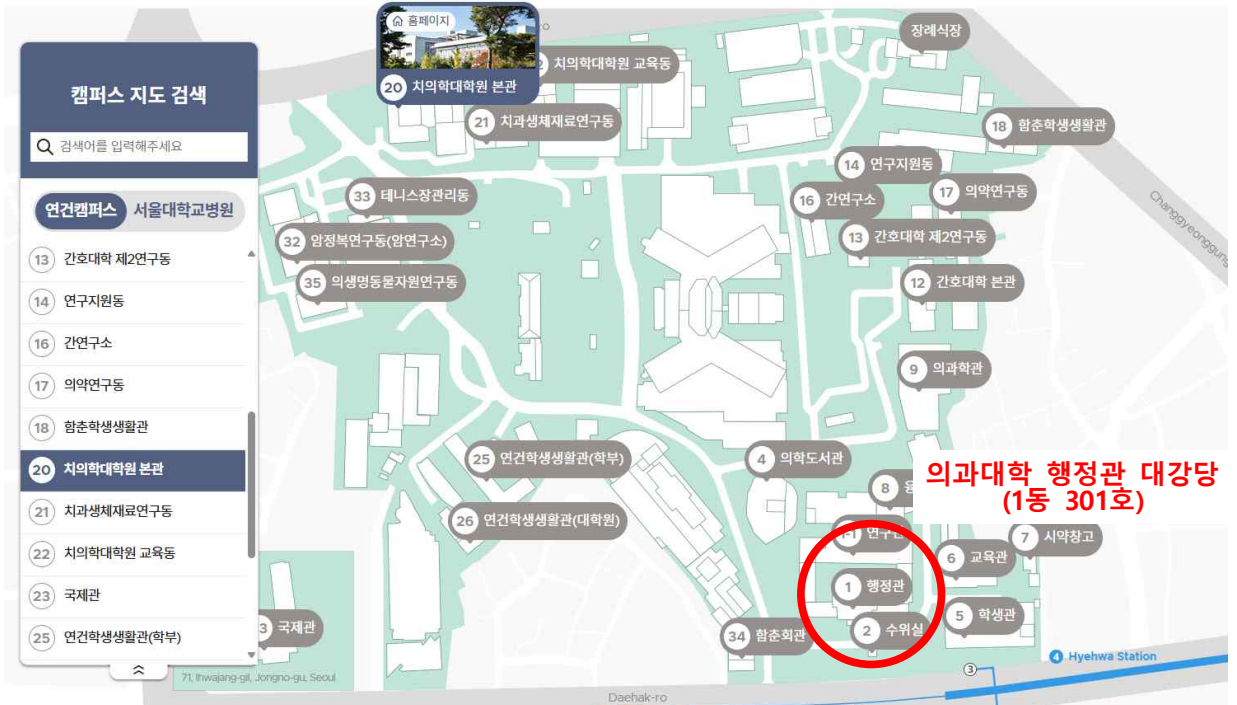 홈페이지
ro
20 치의학대학원 본관
2 치의학대학원 교육동
21 치과생체재료연구동
장례식장
18 함춘학생생활관
14 연구지원동
17 의약연구동
16 간연구소
13 간호대학 제2연구동
12 간호대학 본관
Changgyeonggung
33 테니스장관리동
32 암정복연구동(암연구소)
35 의생명동물자원연구동
9 의과학관
25 연건학생생활관(학부)
26 연건학생생활관(대학원)
4 의학도서관
8
의과대학 행정관 대강당
(1동 301호)
1-1 연구관
7 시약창고
6 교육관
1 행정관
5 학생관
2 수위실
34 함춘회관
3 국제관
4 Hyehwa Station
3
71, Ihwajang-gil, Jongno-gu, Seoul
Daehak-ro
캠퍼스 지도 검색
검색어를 입력해주세요
연건캠퍼스 서울대학교병원
13 간호대학 제2연구동
14 연구지원동
16 간연구소
17 의약연구동
18 함춘학생생활관
20 치의학대학원 본관
21 치과생체재료연구동
22 치의학대학원 교육동
23 국제관
25 연건학생생활관(학부)